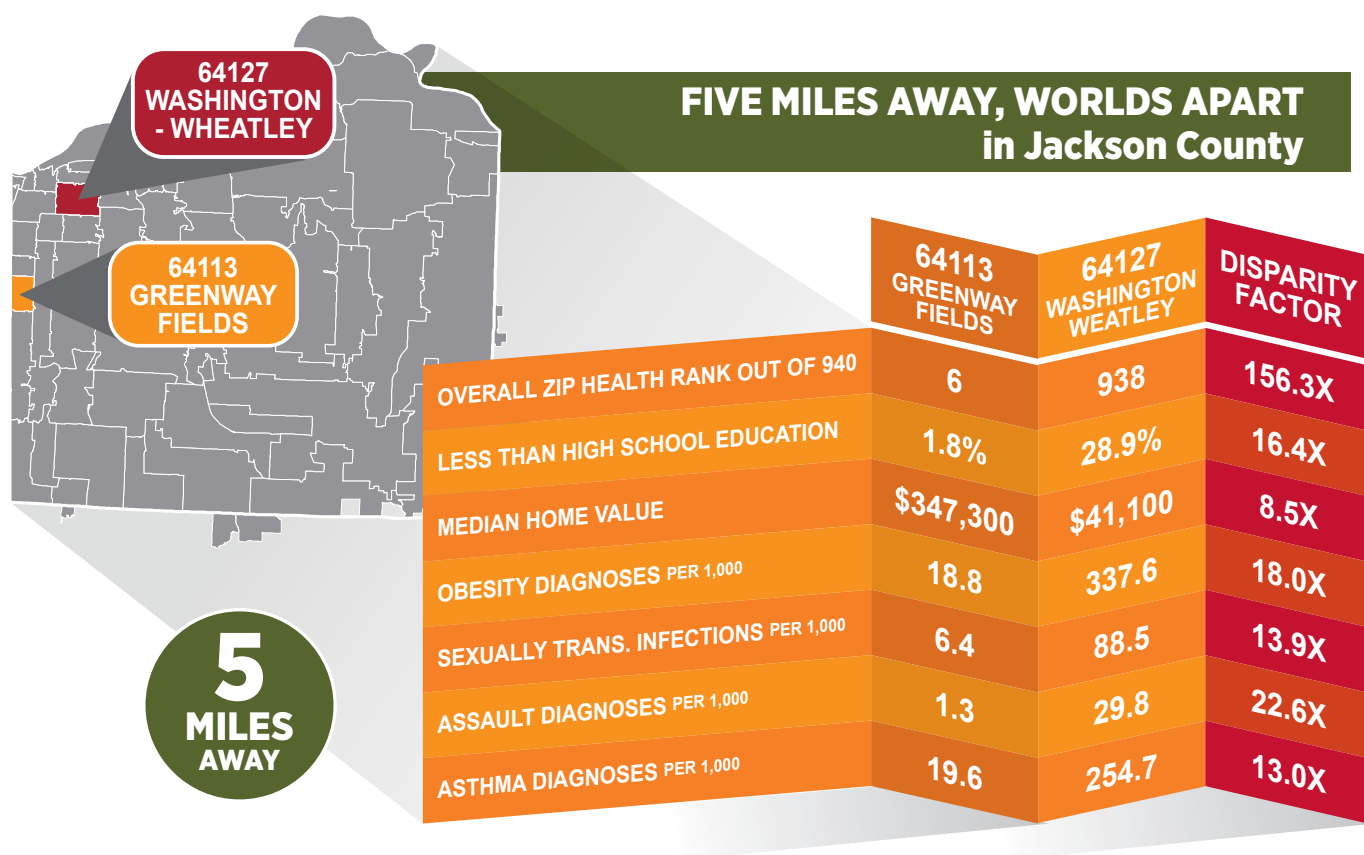 64127
WASHINGTON
- WHEATLEY
FIVE MILES AWAY, WORLDS APART
in Jackson County
64113
GREENWAY
FIELDS
64113
GREENWAY
FIELDS
64127
WASHINGTON
WEATLEY
DISPARITY
FACTOR
OVERALL ZIP HEALTH RANK OUT OF 940 6 938 156.3X
LESS THAN HIGH SCHOOL EDUCATION 1.8% 28.9% 16.4X
MEDIAN HOME VALUE $347,300 $41,100 8.5X
OBESITY DIAGNOSES PER 1,000 18.8 337.6 18.0X
SEXUALLY TRANS. INFECTIONS PER 1,000 6.4 88.5 13.9X
ASSAULT DIAGNOSES PER 1,000 1.3 29.8 22.6X
ASTHMA DIAGNOSES PER 1,000 19.6 254.7 13.0X
5
MILES
AWAY